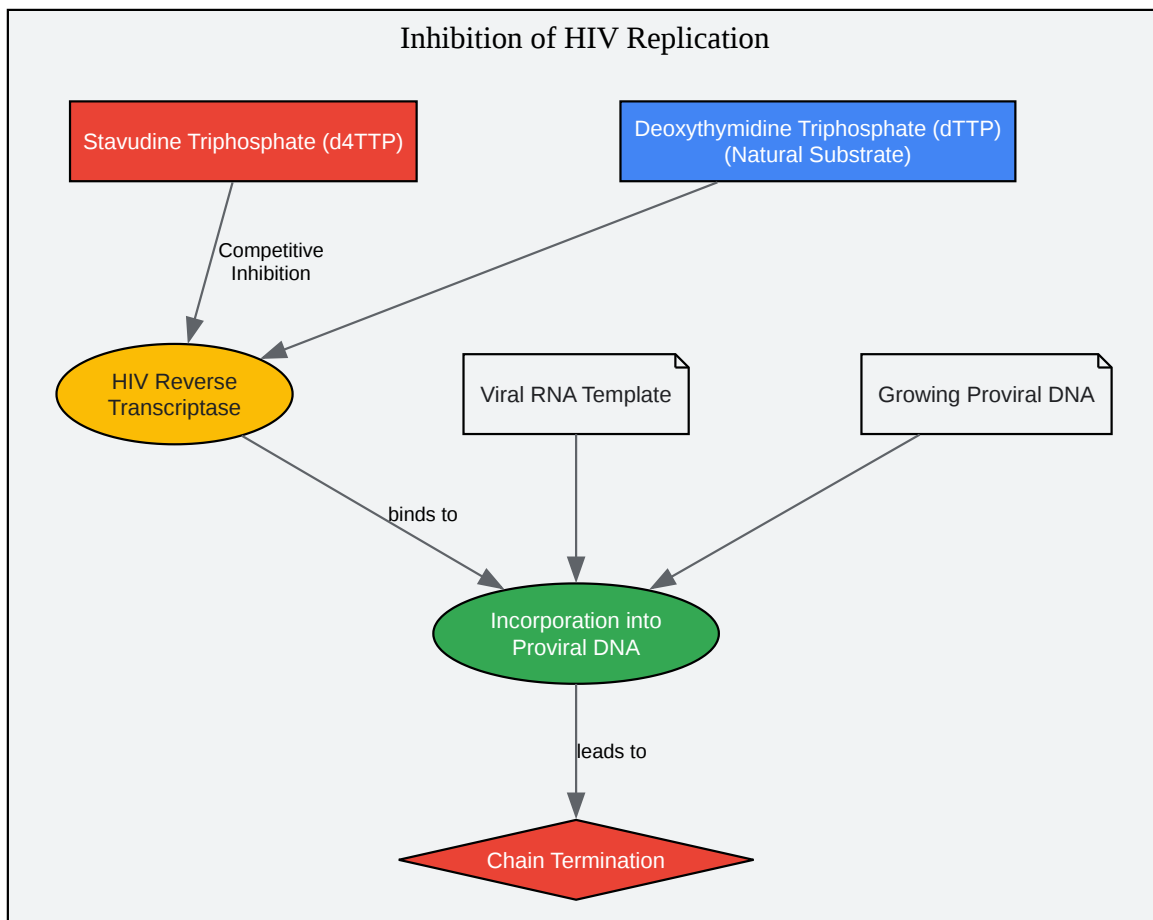 Inhibition of HIV Replication
Stavudine Triphosphate (d4TTP)
Deoxythymidine Triphosphate (dTTP)
(Natural Substrate)
Competitive
Inhibition
HIV Reverse
Transcriptase
Viral RNA Template
Growing Proviral DNA
binds to
Incorporation into
Proviral DNA
leads to
Chain Termination